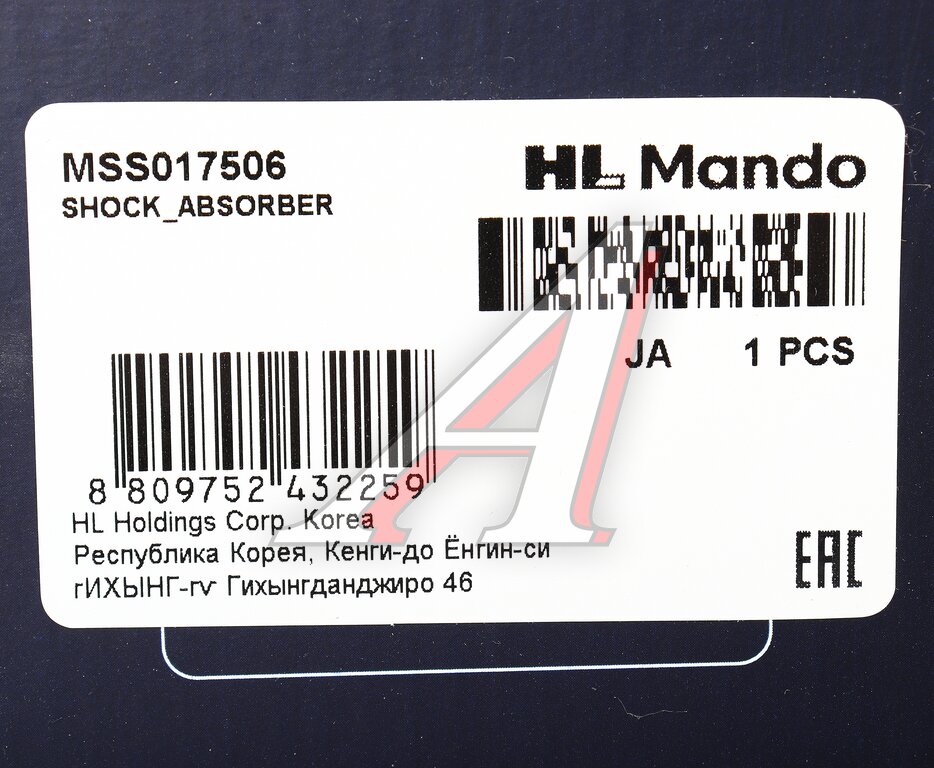 MSS017506
SHOCK_ABSORBER
HL Mando
JA 1 PCS
8 809752 432259
HL Holdings Corp. Korea
Республика Корея, Кенги-до Ёнгин-си
гИХЫНГ-rv Гихынгданджиро 46
EAC
A